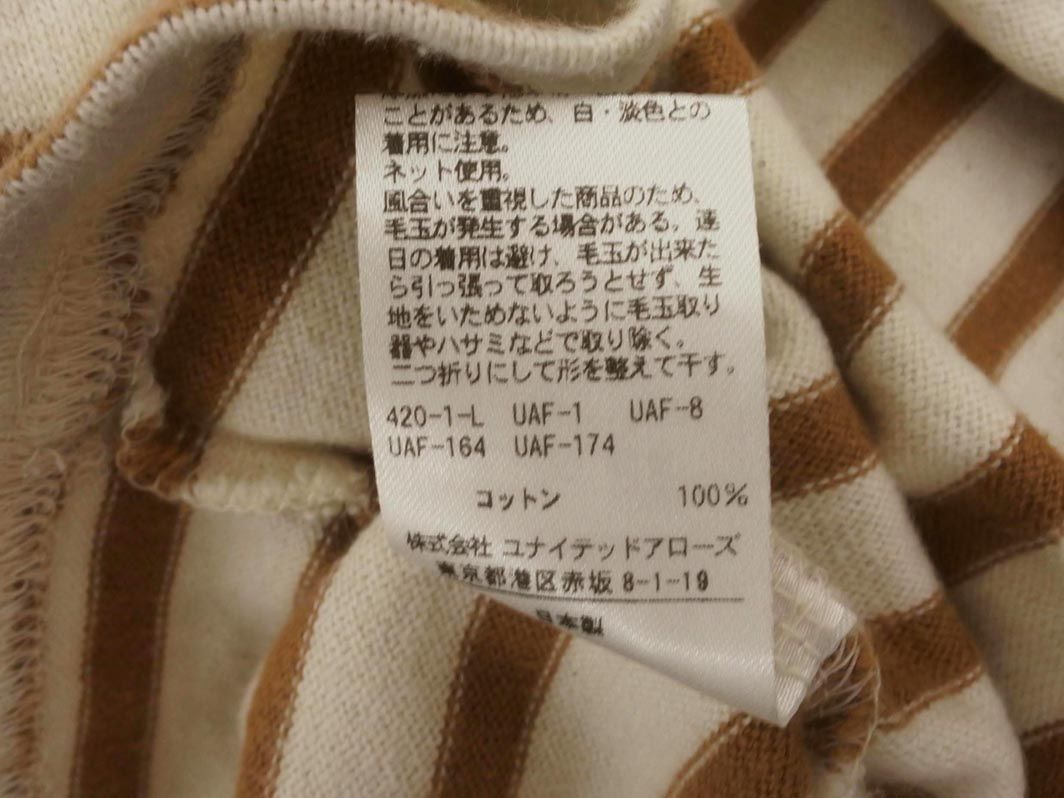 ことがあるため、白・淡色との
着用に注意。
ネット使用。
風合いを重視した商品のため、
毛玉が発生する場合がある。連
日の着用は避け、毛玉が出来た
ら引っ張って取ろうとせず、生
地をいためないように毛玉取り
器やハサミなどで取り除く。
二つ折りにして形を整えて干す。
420-1-L UAF-1 UAF-8
UAF-164 UAF-174
コットン 100%
株式会社 ユナイテッドアローズ
東京都港区赤坂 8-1-19